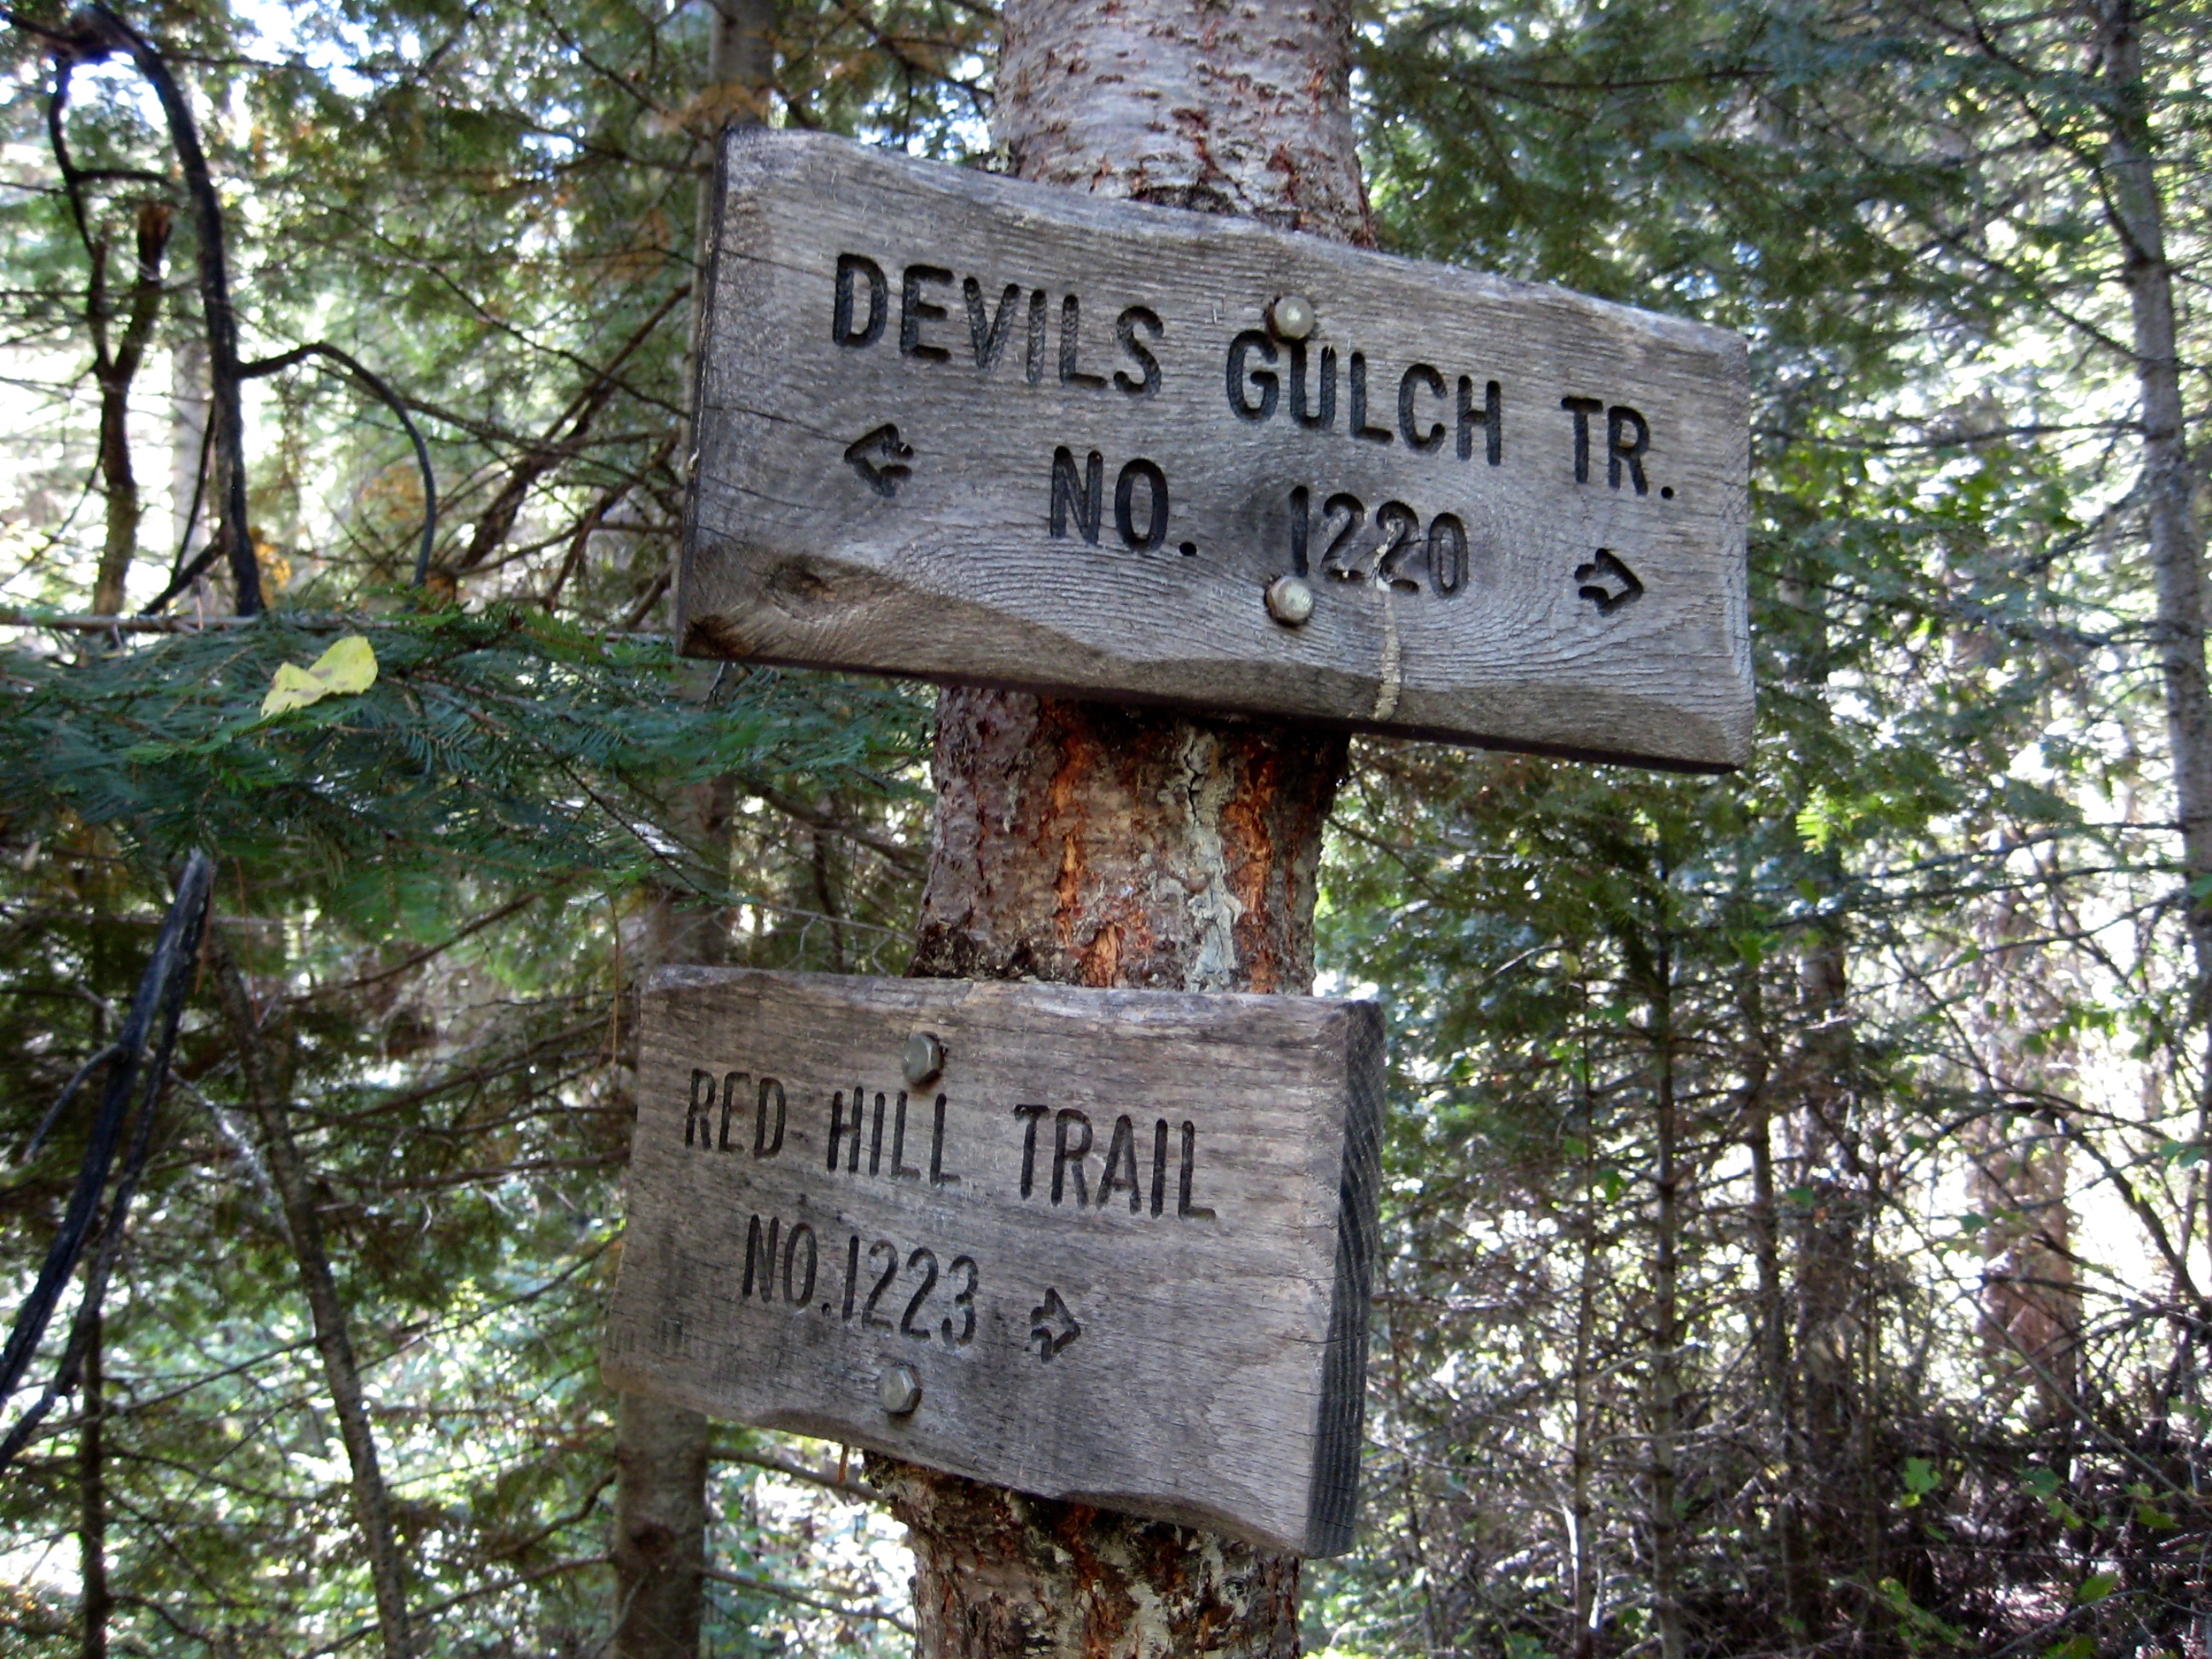 DEVILS GULCH TR.
NO. 1220
RED HILL TRAIL
NO.1223